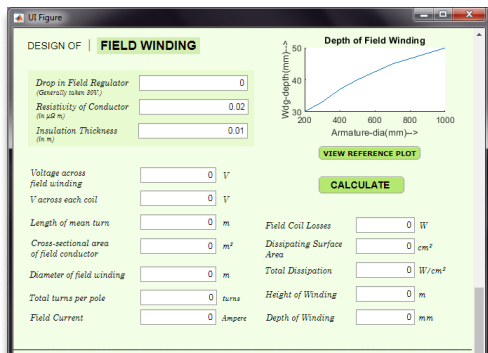 UI Figure
DESIGN OF | FIELD WINDING
Drop in Field Regulator
(Generally taken 30V.)
0
Resistivity of Conductor
(in μΩ m)
0.02
Insulation Thickness
(in m)
0.01
Depth of Field Winding
Wdg-depth(mm)-->
50
40
30
200 400 600 800 1000
Armature-dia(mm)-->
VIEW REFERENCE PLOT
CALCULATE
Voltage across
field winding
0 V
V across each coil 0 V
Length of mean turn 0 m
Cross-sectional area
of field conductor
0 m²
Diameter of field winding 0 m
Total turns per pole 0 turns
Field Current 0 Ampere
Field Coil Losses 0 W
Dissipating Surface
Area
0 cm²
Total Dissipation 0 W/cm²
Height of Winding 0 m
Depth of Winding 0 mm